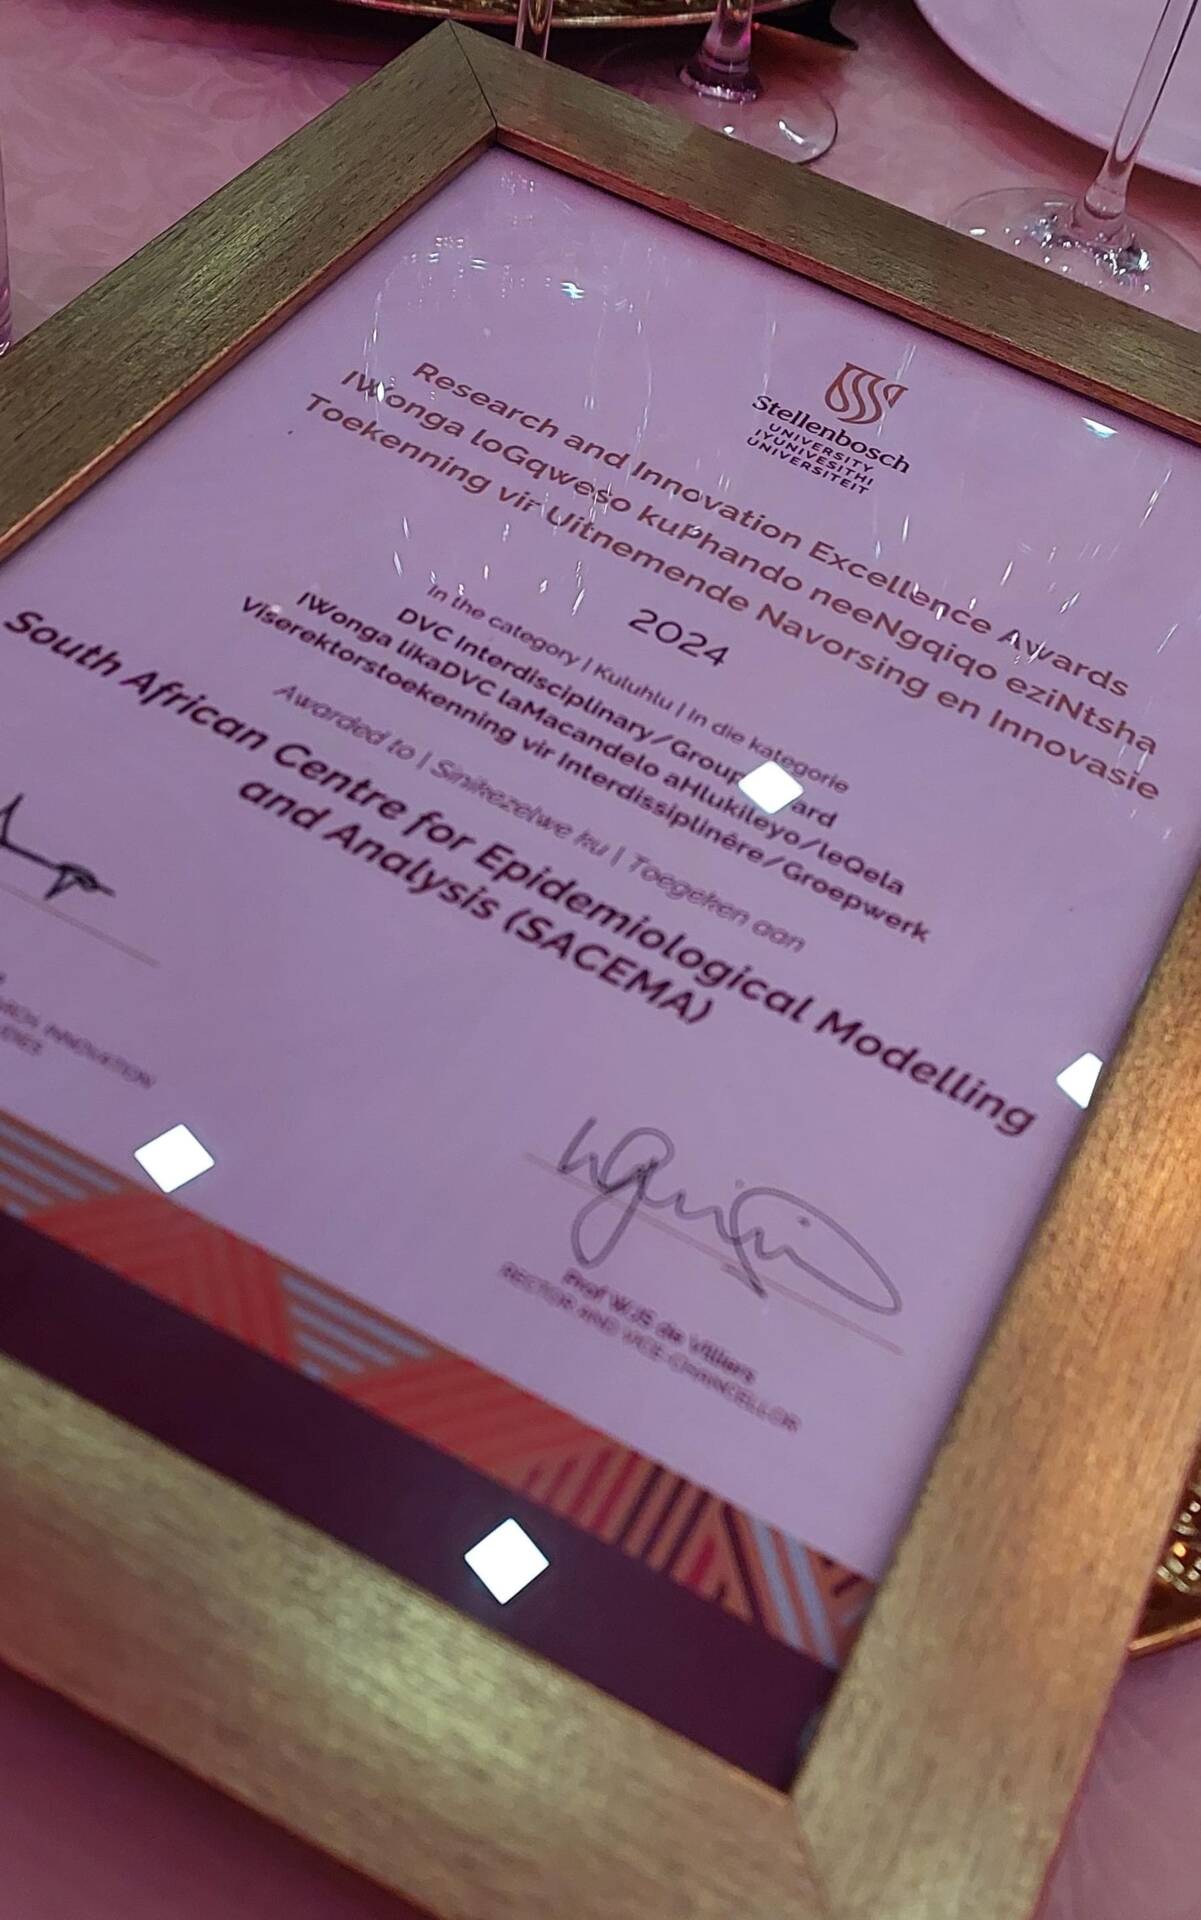 Stellenbosch
UNIVERSITY
IYUNIVESITHI
UNIVERSITEIT
Research and Innovation Excellence Awards
IWonga loGqweso kuPhando neeNgqiqo eziNtsha
Toekenning vir Uitnemende Navorsing en Innovasie
2024
In the category | Kuluhlu | In die kategorie
DVC Interdisciplinary/Group
IWonga likaDVC laMacandelo aHlukileyo/leQela
Viserektorstoekenning vir Interdissiplinêre/Groepwerk
Awarded to | Sinikezelwe ku | Toegeken aan
South African Centre for Epidemiological Modelling
and Analysis (SACEMA)
INNOVATION
Prof WJS de Villiers
RECTOR AND VICE-CHANCELLOR